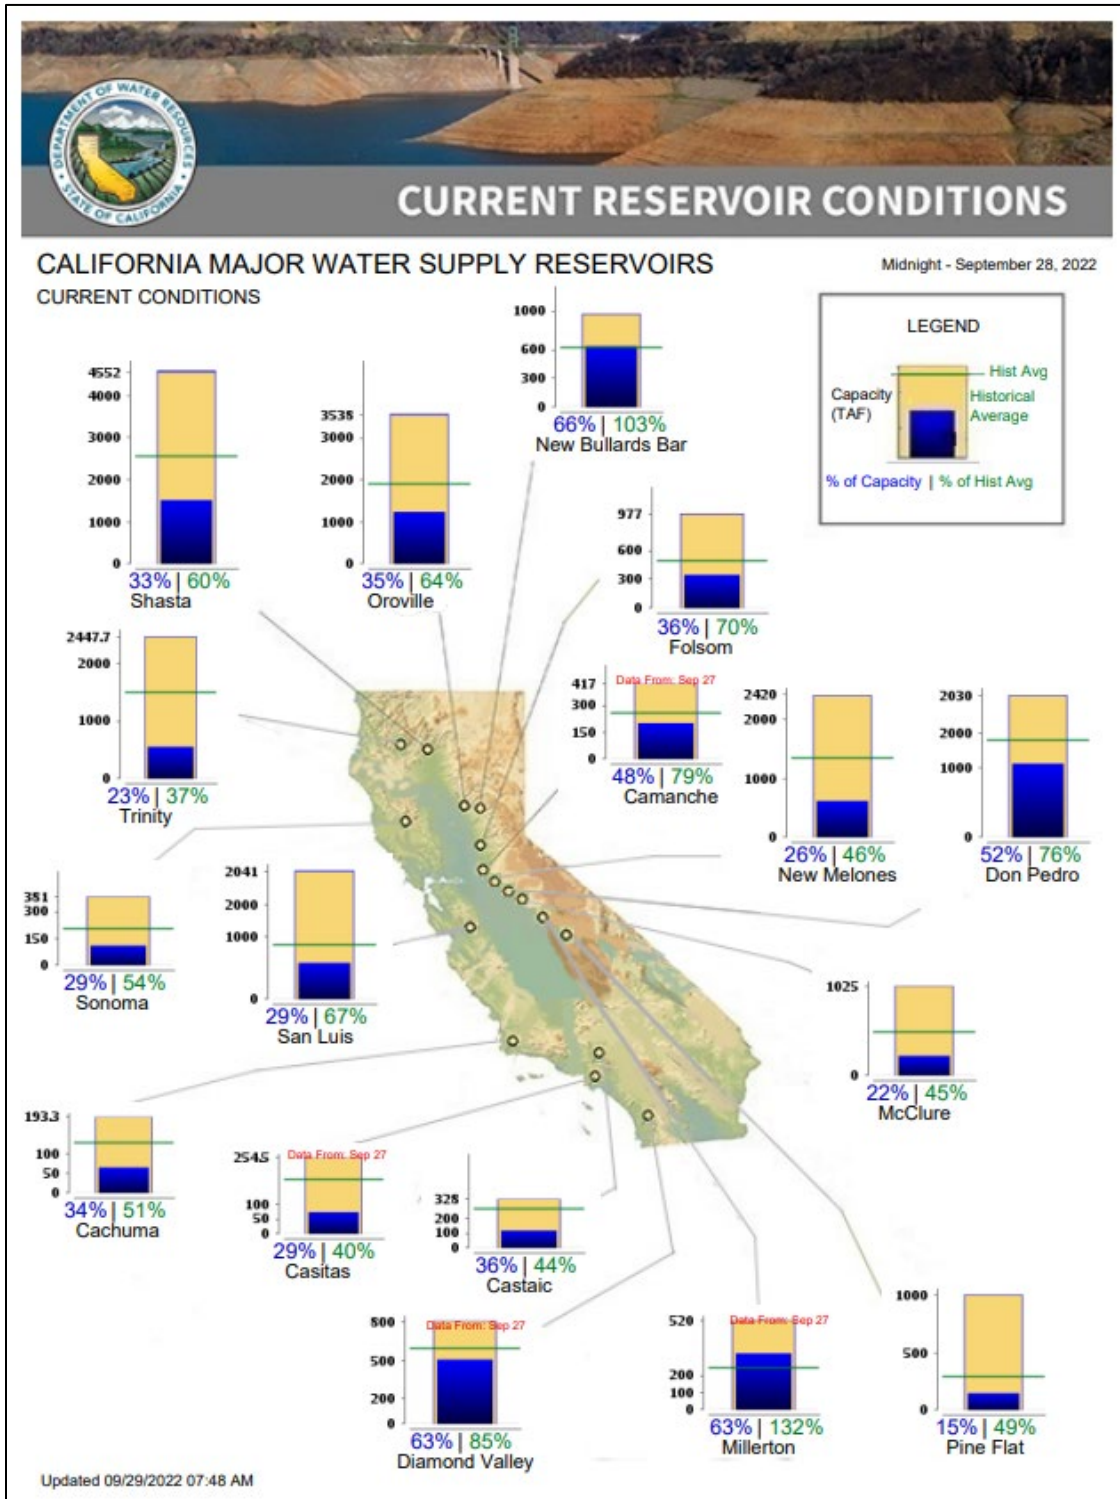 DEPARTMENT OF WATER RESOURCES
STATE OF CALIFORNIA
CURRENT RESERVOIR CONDITIONS
CALIFORNIA MAJOR WATER SUPPLY RESERVOIRS
Midnight - September 28, 2022
CURRENT CONDITIONS
LEGEND
Hist Avg
Capacity
(TAF)
Historical
Average
% of Capacity | % of Hist Avg
1000
600
300
0
66% | 103%
New Bullards Bar
4552
4000
3000
2000
1000
0
33% | 60%
Shasta
3538
3000
2000
1000
0
35% | 64%
Oroville
977
600
300
0
36% | 70%
Folsom
2447.7
2000
1000
0
23% | 37%
Trinity
Data From: Sep 27
417
300
150
0
48% | 79%
Camanche
2420
2000
1000
0
26% | 46%
New Melones
2030
2000
1000
0
52% | 76%
Don Pedro
381
300
150
0
29% | 54%
Sonoma
2041
2000
1000
0
29% | 67%
San Luis
1025
0
22% | 45%
McClure
193.3
100
50
0
34% | 51%
Cachuma
Data From: Sep 27
254.5
100
50
0
29% | 40%
Casitas
328
200
100
0
36% | 44%
Castaic
Data From: Sep 27
800
500
200
0
63% | 85%
Diamond Valley
Data From: Sep 27
520
200
100
0
63% | 132%
Millerton
1000
500
0
15% | 49%
Pine Flat
Updated 09/29/2022 07:48 AM